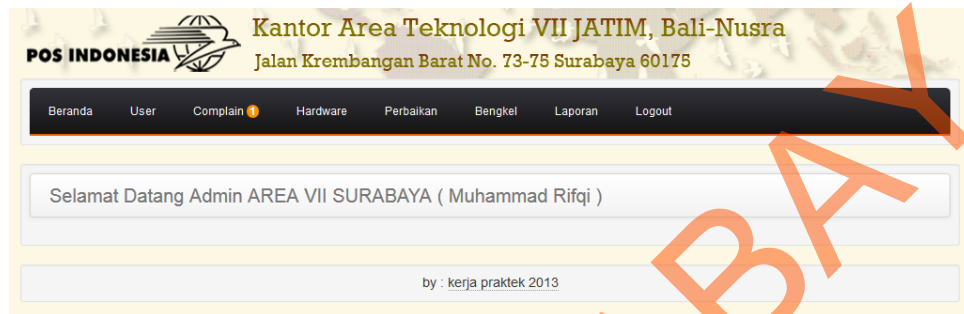 POS INDONESIA
Kantor Area Teknologi VII JATIM, Bali-Nusra
Jalan Krembangan Barat No. 73-75 Surabaya 60175
Beranda User Complain 1 Hardware Perbaikan Bengkel Laporan Logout
Selamat Datang Admin AREA VII SURABAYA ( Muhammad Rifqi )
by : kerja praktek 2013
BAY